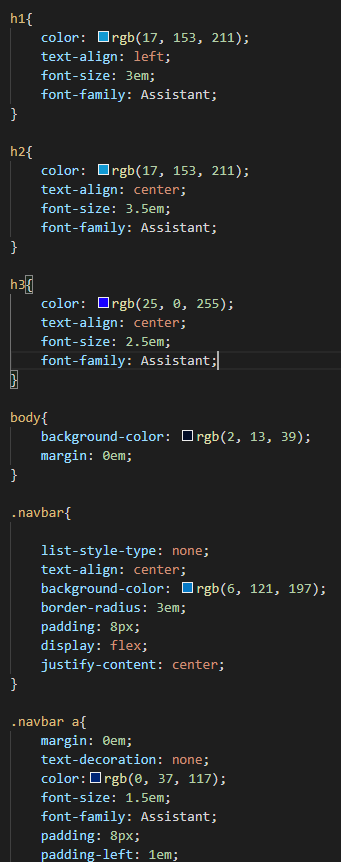 h1{
    color: rgb(17, 153, 211);
    text-align: left;
    font-size: 3em;
    font-family: Assistant;
}
h2{
    color: rgb(17, 153, 211);
    text-align: center;
    font-size: 3.5em;
    font-family: Assistant;
}
h3{
    color: rgb(25, 0, 255);
    text-align: center;
    font-size: 2.5em;
    font-family: Assistant;
}
body{
    background-color: rgb(2, 13, 39);
    margin: 0em;
}
.navbar{
    list-style-type: none;
    text-align: center;
    background-color: rgb(6, 121, 197);
    border-radius: 3em;
    padding: 8px;
    display: flex;
    justify-content: center;
}
.navbar a{
    margin: 0em;
    text-decoration: none;
    color:rgb(0, 37, 117);
    font-size: 1.5em;
    font-family: Assistant;
    padding: 8px;
    padding-left: 1em;